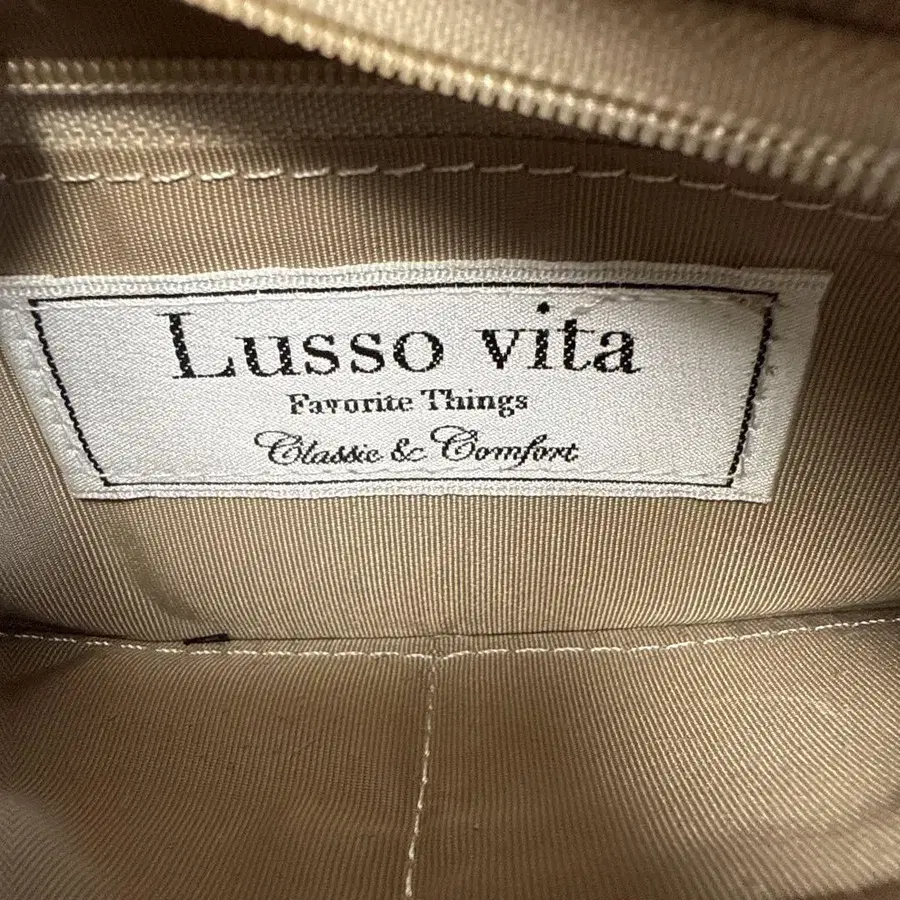 Lusso vita
Favorite Things
Classic & Comfort